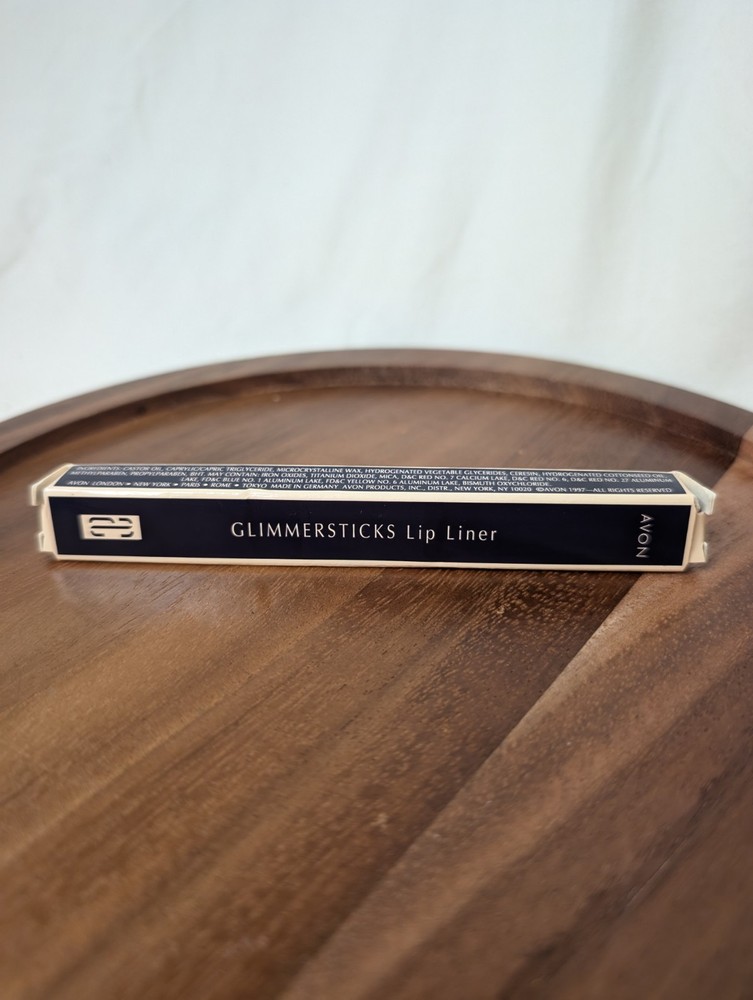 INGREDIENTS: CASTOR OIL, CAPRYLIC/CAPRIC TRIGLYCERIDE, MICROCRYSTALLINE WAX, HYDROGENATED VEGETABLE GLYCERIDES, CERESIN, HYDROGENATED COTTONSEED OIL,
METHYLPARABEN, PROPYLPARABEN, BHT. MAY CONTAIN: IRON OXIDES, TITANIUM DIOXIDE, MICA, D&C RED NO. 7 CALCIUM LAKE, D&C RED NO. 6, D&C RED NO. 27 ALUMINUM
LAKE, FD&C BLUE NO. 1 ALUMINUM LAKE, FD&C YELLOW NO. 6 ALUMINUM LAKE, BISMUTH OXYCHLORIDE.
AVON LONDON • NEW YORK • PARIS • ROME • TOKYO MADE IN GERMANY AVON PRODUCTS, INC., DISTR., NEW YORK, NY 10020 ©AVON 1997—ALL RIGHTS RESERVED
GLIMMERSTICKS Lip Liner
AVON